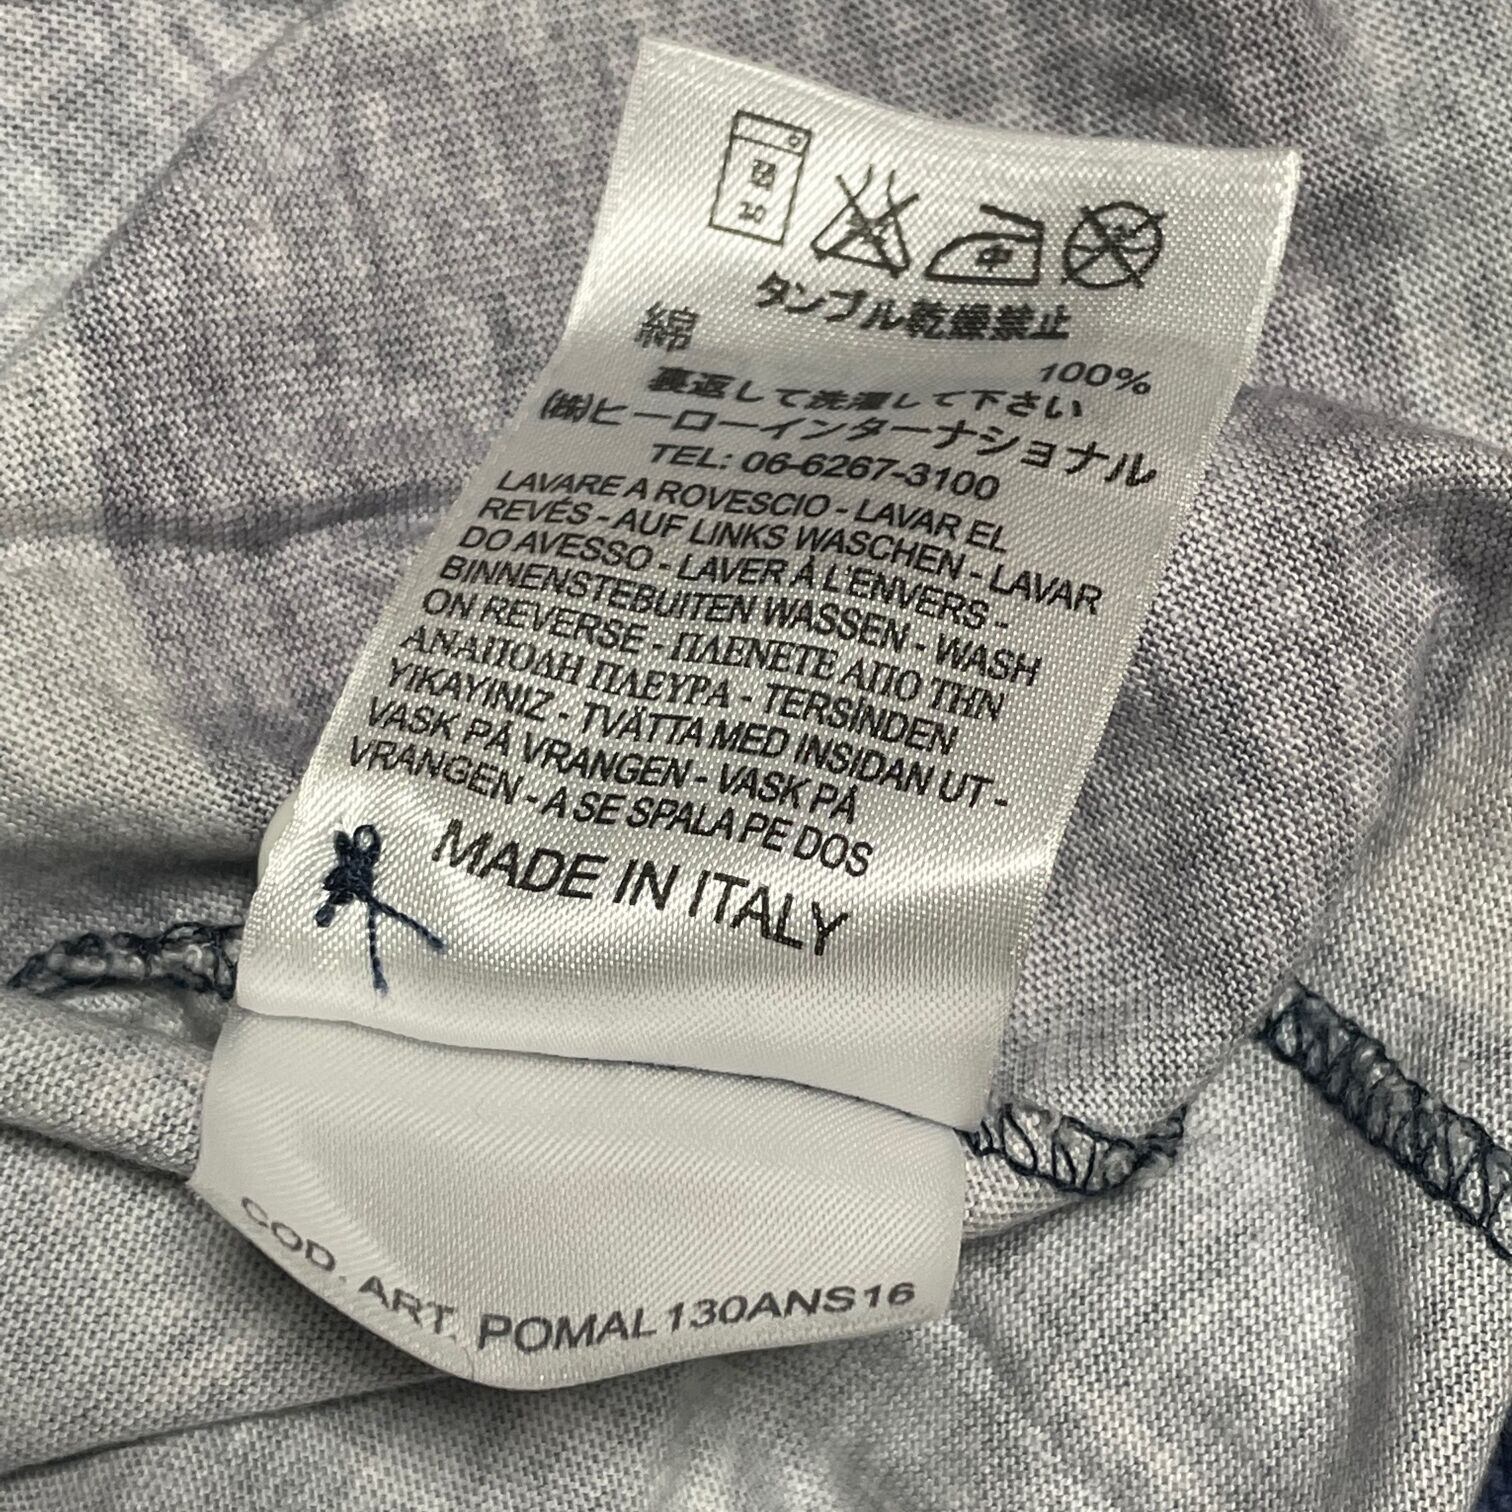 中
タンブル乾燥禁止
綿 100%
裏返して洗濯して下さい
(株)ヒーローインターナショナル
TEL: 06-6267-3100
LAVARE A ROVESCIO - LAVAR EL
REVÉS - AUF LINKS WASCHEN - LAVAR
DO AVESSO - LAVER À L'ENVERS -
BINNENSTEBUITEN WASSEN - WASH
ON REVERSE - ΠΛΕΝΕΤΕ ΑΠΟ ΤΗΝ
ΑΝΑΠΟΔΗ ΠΛΕΥΡΑ - TERSİNDEN
YIKAYINIZ - TVÄTTA MED INSIDAN UT -
VASK PÅ VRANGEN - VASK PÅ
VRANGEN - A SE SPALA PE DOS
MADE IN ITALY
COD. ART. POMAL130ANS16